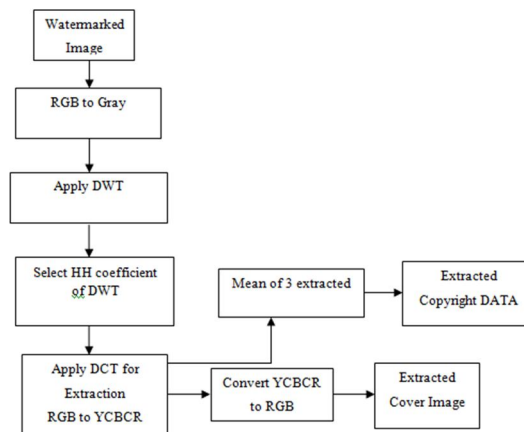 Watermarked
Image
RGB to Gray
Apply DWT
Select HH coefficient
of DWT
Mean of 3 extracted
Extracted
Copyright DATA
Apply DCT for
Extraction
RGB to YCBCR
Convert YCBCR
to RGB
Extracted
Cover Image